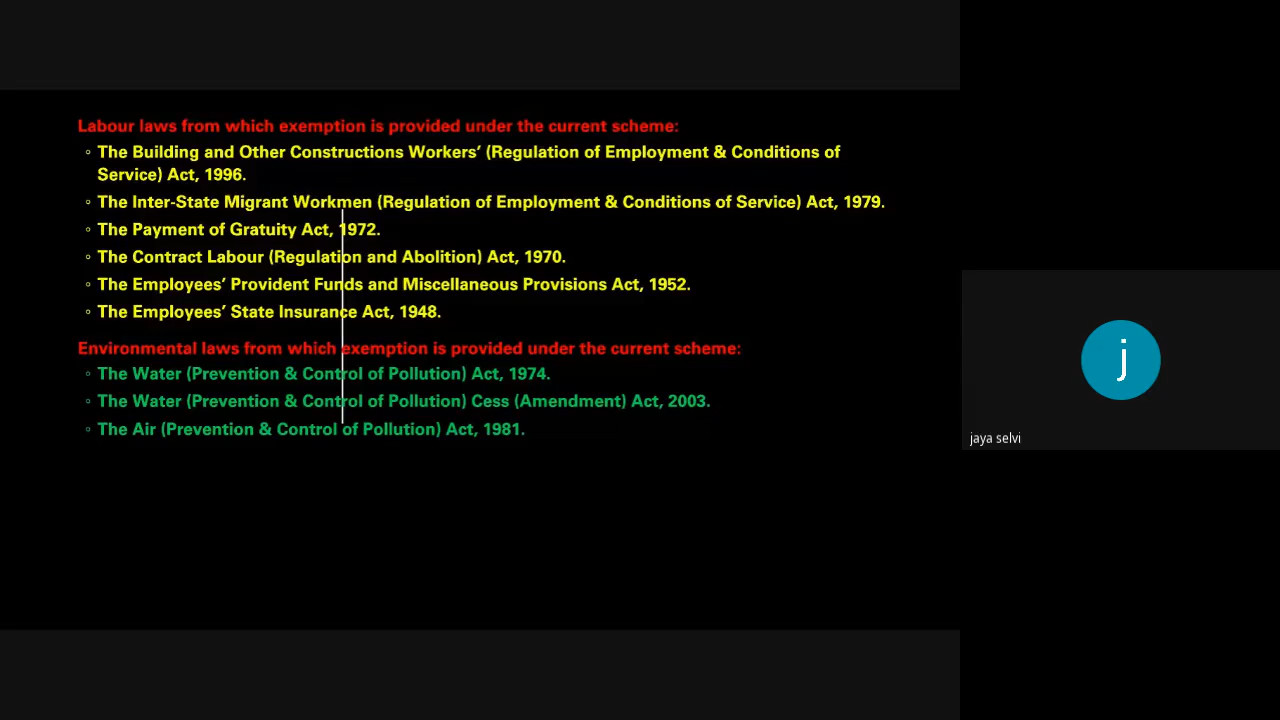 Labour laws from which exemption is provided under the current scheme:
◦ The Building and Other Constructions Workers’ (Regulation of Employment & Conditions of
Service) Act, 1996.
◦ The Inter-State Migrant Workmen (Regulation of Employment & Conditions of Service) Act, 1979.
◦ The Payment of Gratuity Act, 1972.
◦ The Contract Labour (Regulation and Abolition) Act, 1970.
◦ The Employees’ Provident Funds and Miscellaneous Provisions Act, 1952.
◦ The Employees’ State Insurance Act, 1948.
Environmental laws from which exemption is provided under the current scheme:
◦ The Water (Prevention & Control of Pollution) Act, 1974.
◦ The Water (Prevention & Control of Pollution) Cess (Amendment) Act, 2003.
◦ The Air (Prevention & Control of Pollution) Act, 1981.
j
jaya selvi